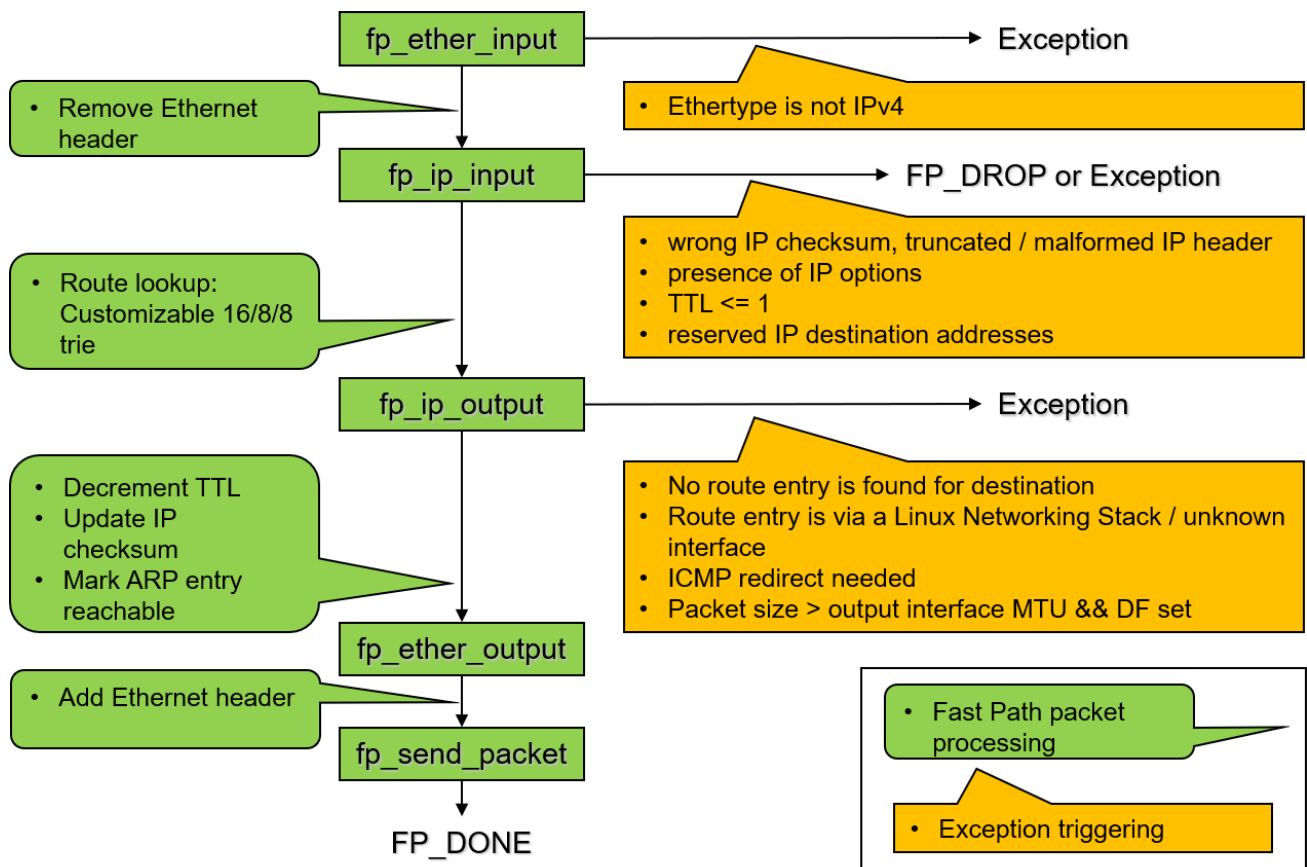 fp_ether_input
Exception
• Remove Ethernet
header
• Ethertype is not IPv4
fp_ip_input
FP_DROP or Exception
• Route lookup:
Customizable 16/8/8
trie
• wrong IP checksum, truncated / malformed IP header
• presence of IP options
• TTL <= 1
• reserved IP destination addresses
fp_ip_output
Exception
• Decrement TTL
• Update IP
checksum
• Mark ARP entry
reachable
• No route entry is found for destination
• Route entry is via a Linux Networking Stack / unknown
interface
• ICMP redirect needed
• Packet size > output interface MTU && DF set
fp_ether_output
• Add Ethernet header
fp_send_packet
FP_DONE
• Fast Path packet
processing
• Exception triggering